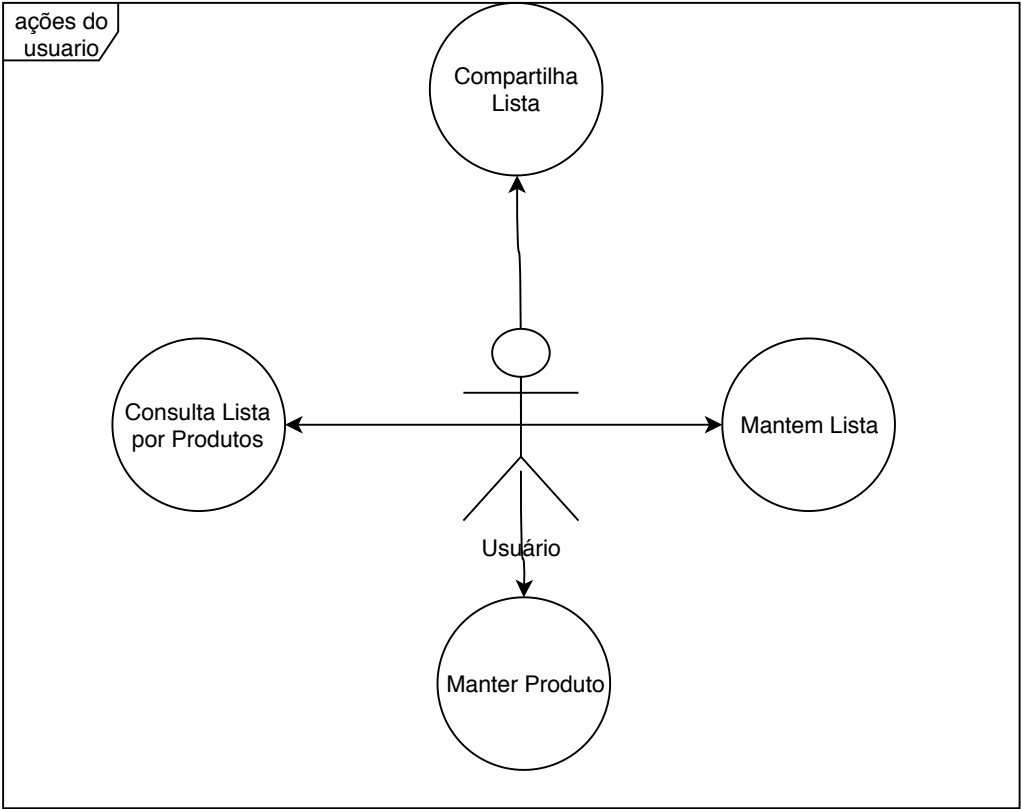 ações do
usuario
Compartilha
Lista
Consulta Lista
por Produtos
Mantem Lista
Usuário
Manter Produto